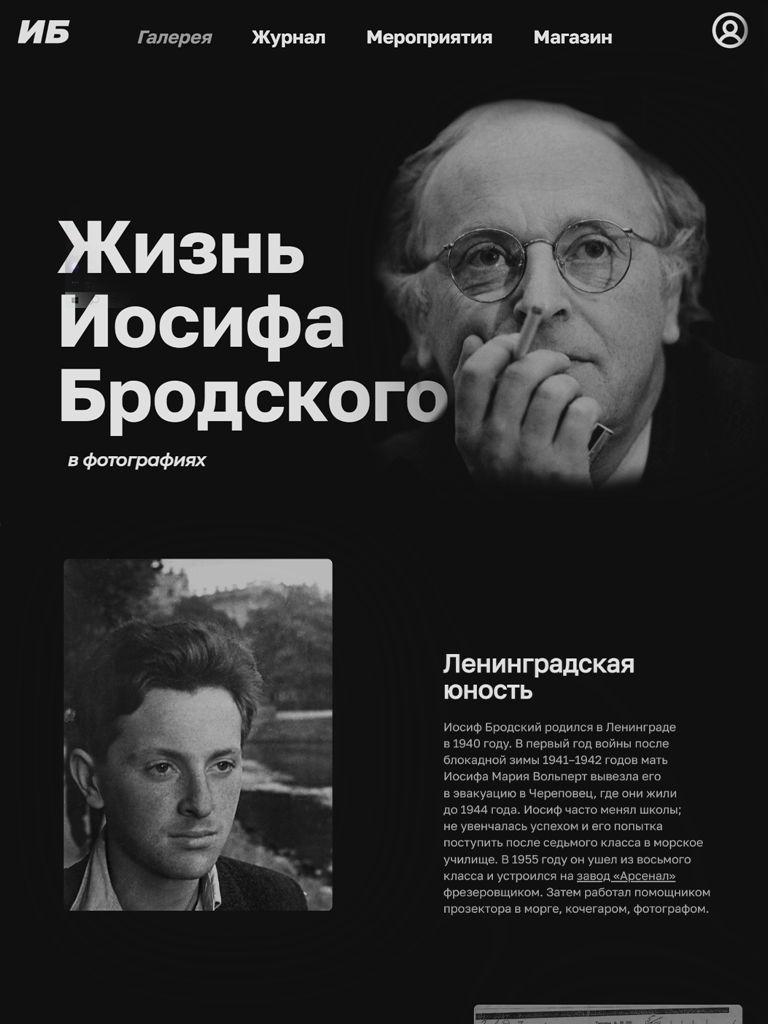 ИБ
Галерея Журнал Мероприятия Магазин
Жизнь
Иосифа
Бродского
в фотографиях
Ленинградская
юность
Иосиф Бродский родился в Ленинграде
в 1940 году. В первый год войны после
блокадной зимы 1941–1942 годов мать
Иосифа Мария Вольперт вывезла его
в эвакуацию в Череповец, где они жили
до 1944 года. Иосиф часто менял школы;
не увенчалась успехом и его попытка
поступить после седьмого класса в морское
училище. В 1955 году он ушел из восьмого
класса и устроился на завод «Арсенал»
фрезеровщиком. Затем работал помощником
прозектора в морге, кочегаром, фотографом.